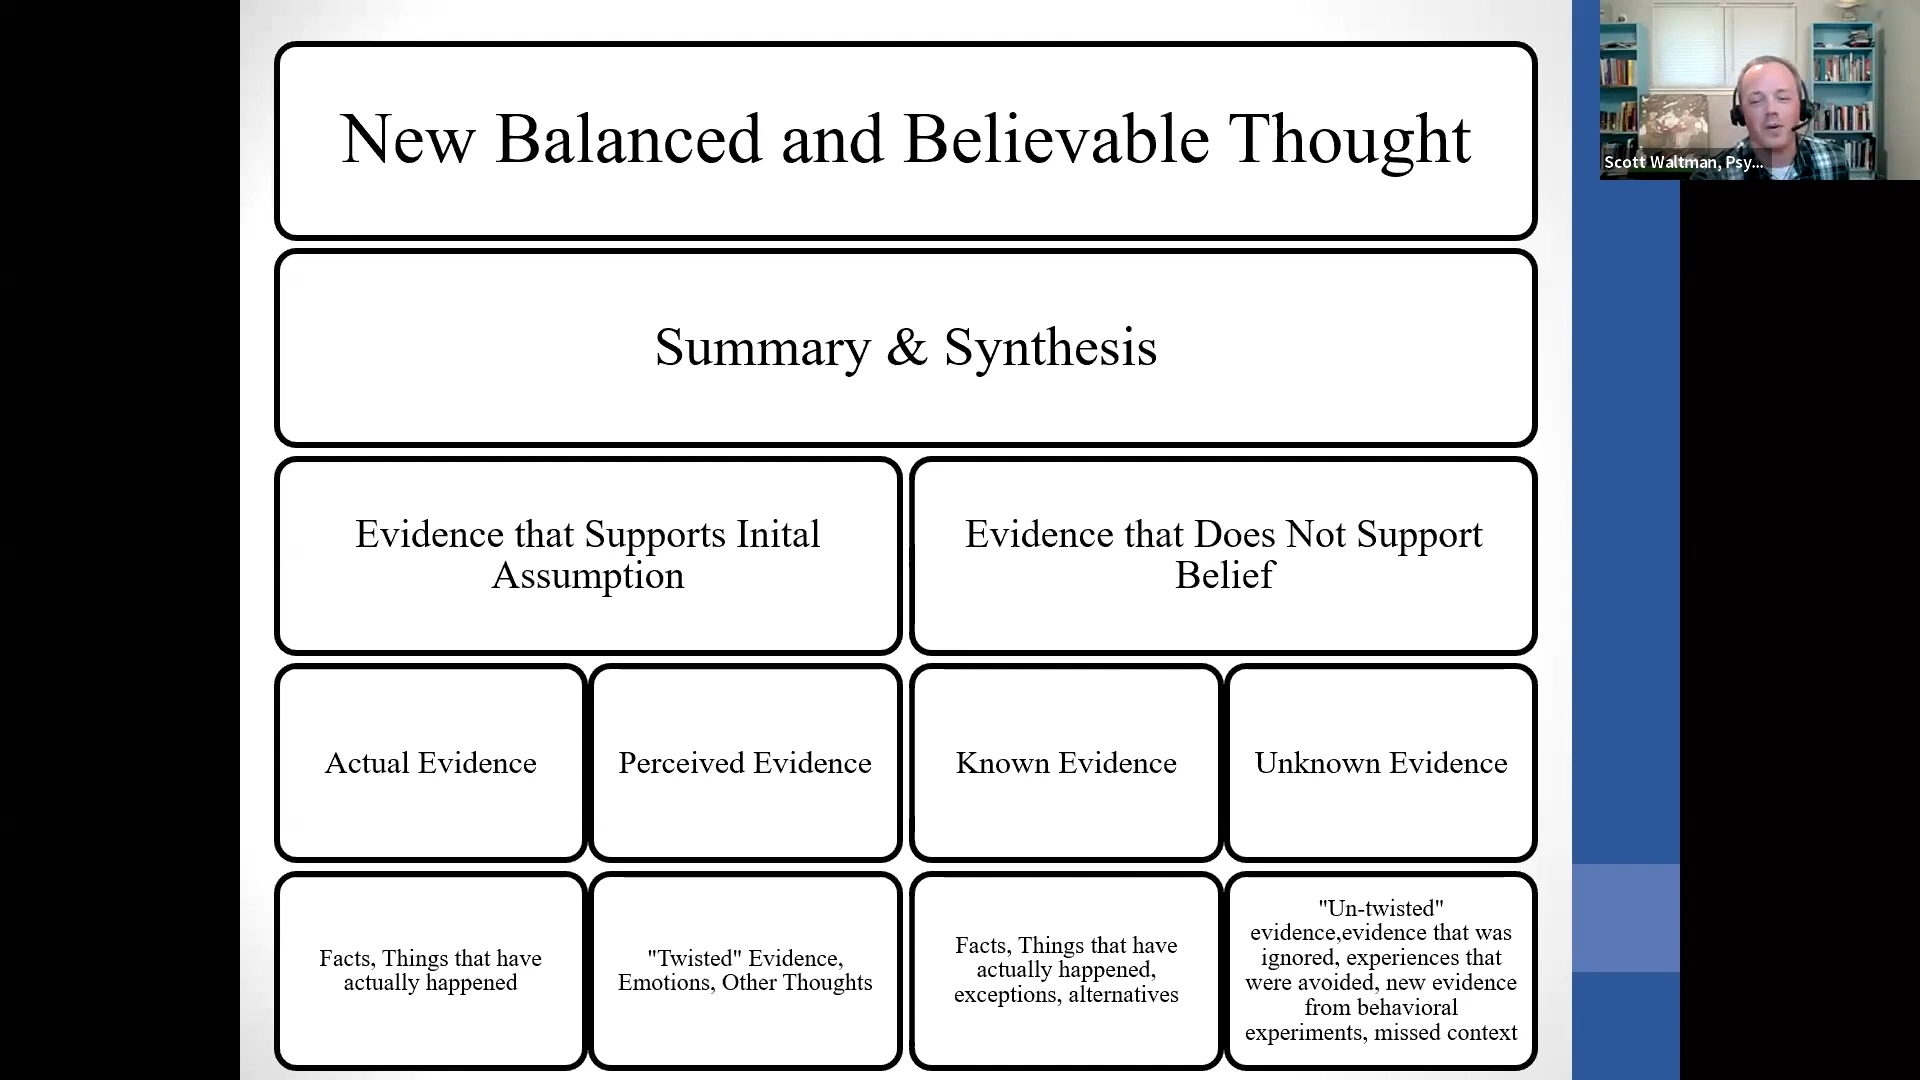 New Balanced and Believable Thought
Scott Waltman, Psy...
Summary & Synthesis
Evidence that Supports Inital
Assumption
Evidence that Does Not Support
Belief
Actual Evidence
Perceived Evidence
Known Evidence
Unknown Evidence
Facts, Things that have
actually happened
"Twisted" Evidence,
Emotions, Other Thoughts
Facts, Things that have
actually happened,
exceptions, alternatives
"Un-twisted"
evidence,evidence that was
ignored, experiences that
were avoided, new evidence
from behavioral
experiments, missed context